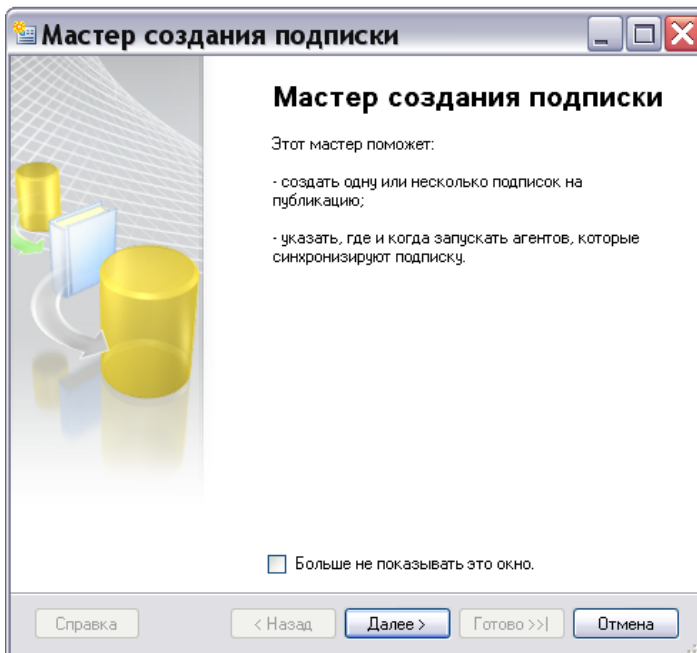 Мастер создания подписки
Мастер создания подписки
Этот мастер поможет:
- создать одну или несколько подписок на
публикацию;
- указать, где и когда запускать агентов, которые
синхронизируют подписку.
Больше не показывать это окно.
Справка
< Назад
Далее >
Готово >>|
Отмена